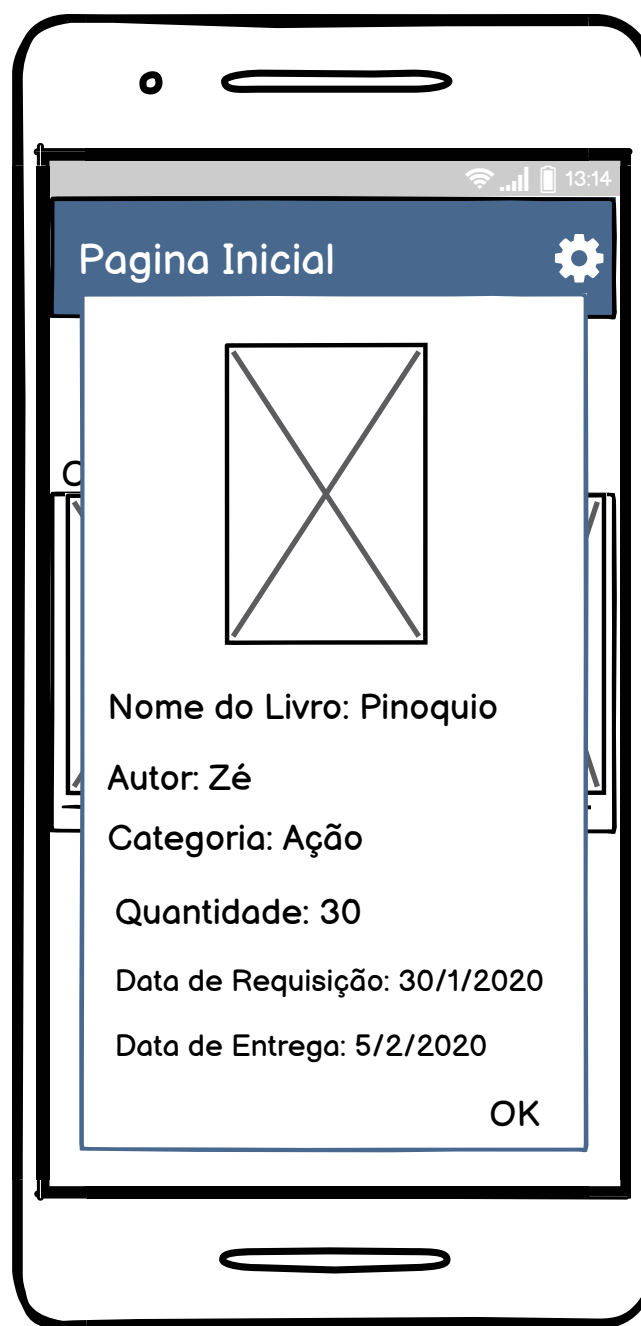 13:14
Pagina Inicial
C
Nome do Livro: Pinoquio
Autor: Zé
Categoria: Ação
Quantidade: 30
Data de Requisição: 30/1/2020
Data de Entrega: 5/2/2020
OK